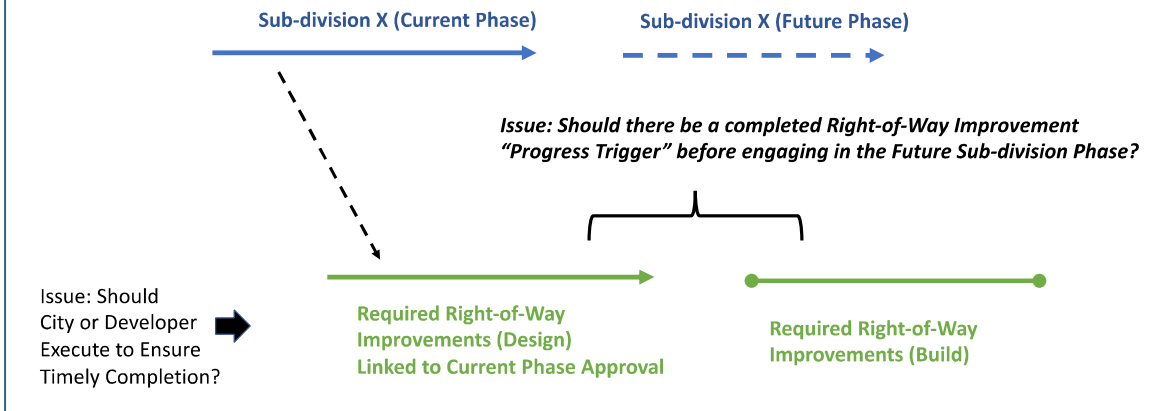 Sub-division X (Current Phase)
Sub-division X (Future Phase)
Issue: Should there be a completed Right-of-Way Improvement
“Progress Trigger” before engaging in the Future Sub-division Phase?
Issue: Should
City or Developer
Execute to Ensure
Timely Completion?
Required Right-of-Way
Improvements (Design)
Linked to Current Phase Approval
Required Right-of-Way
Improvements (Build)